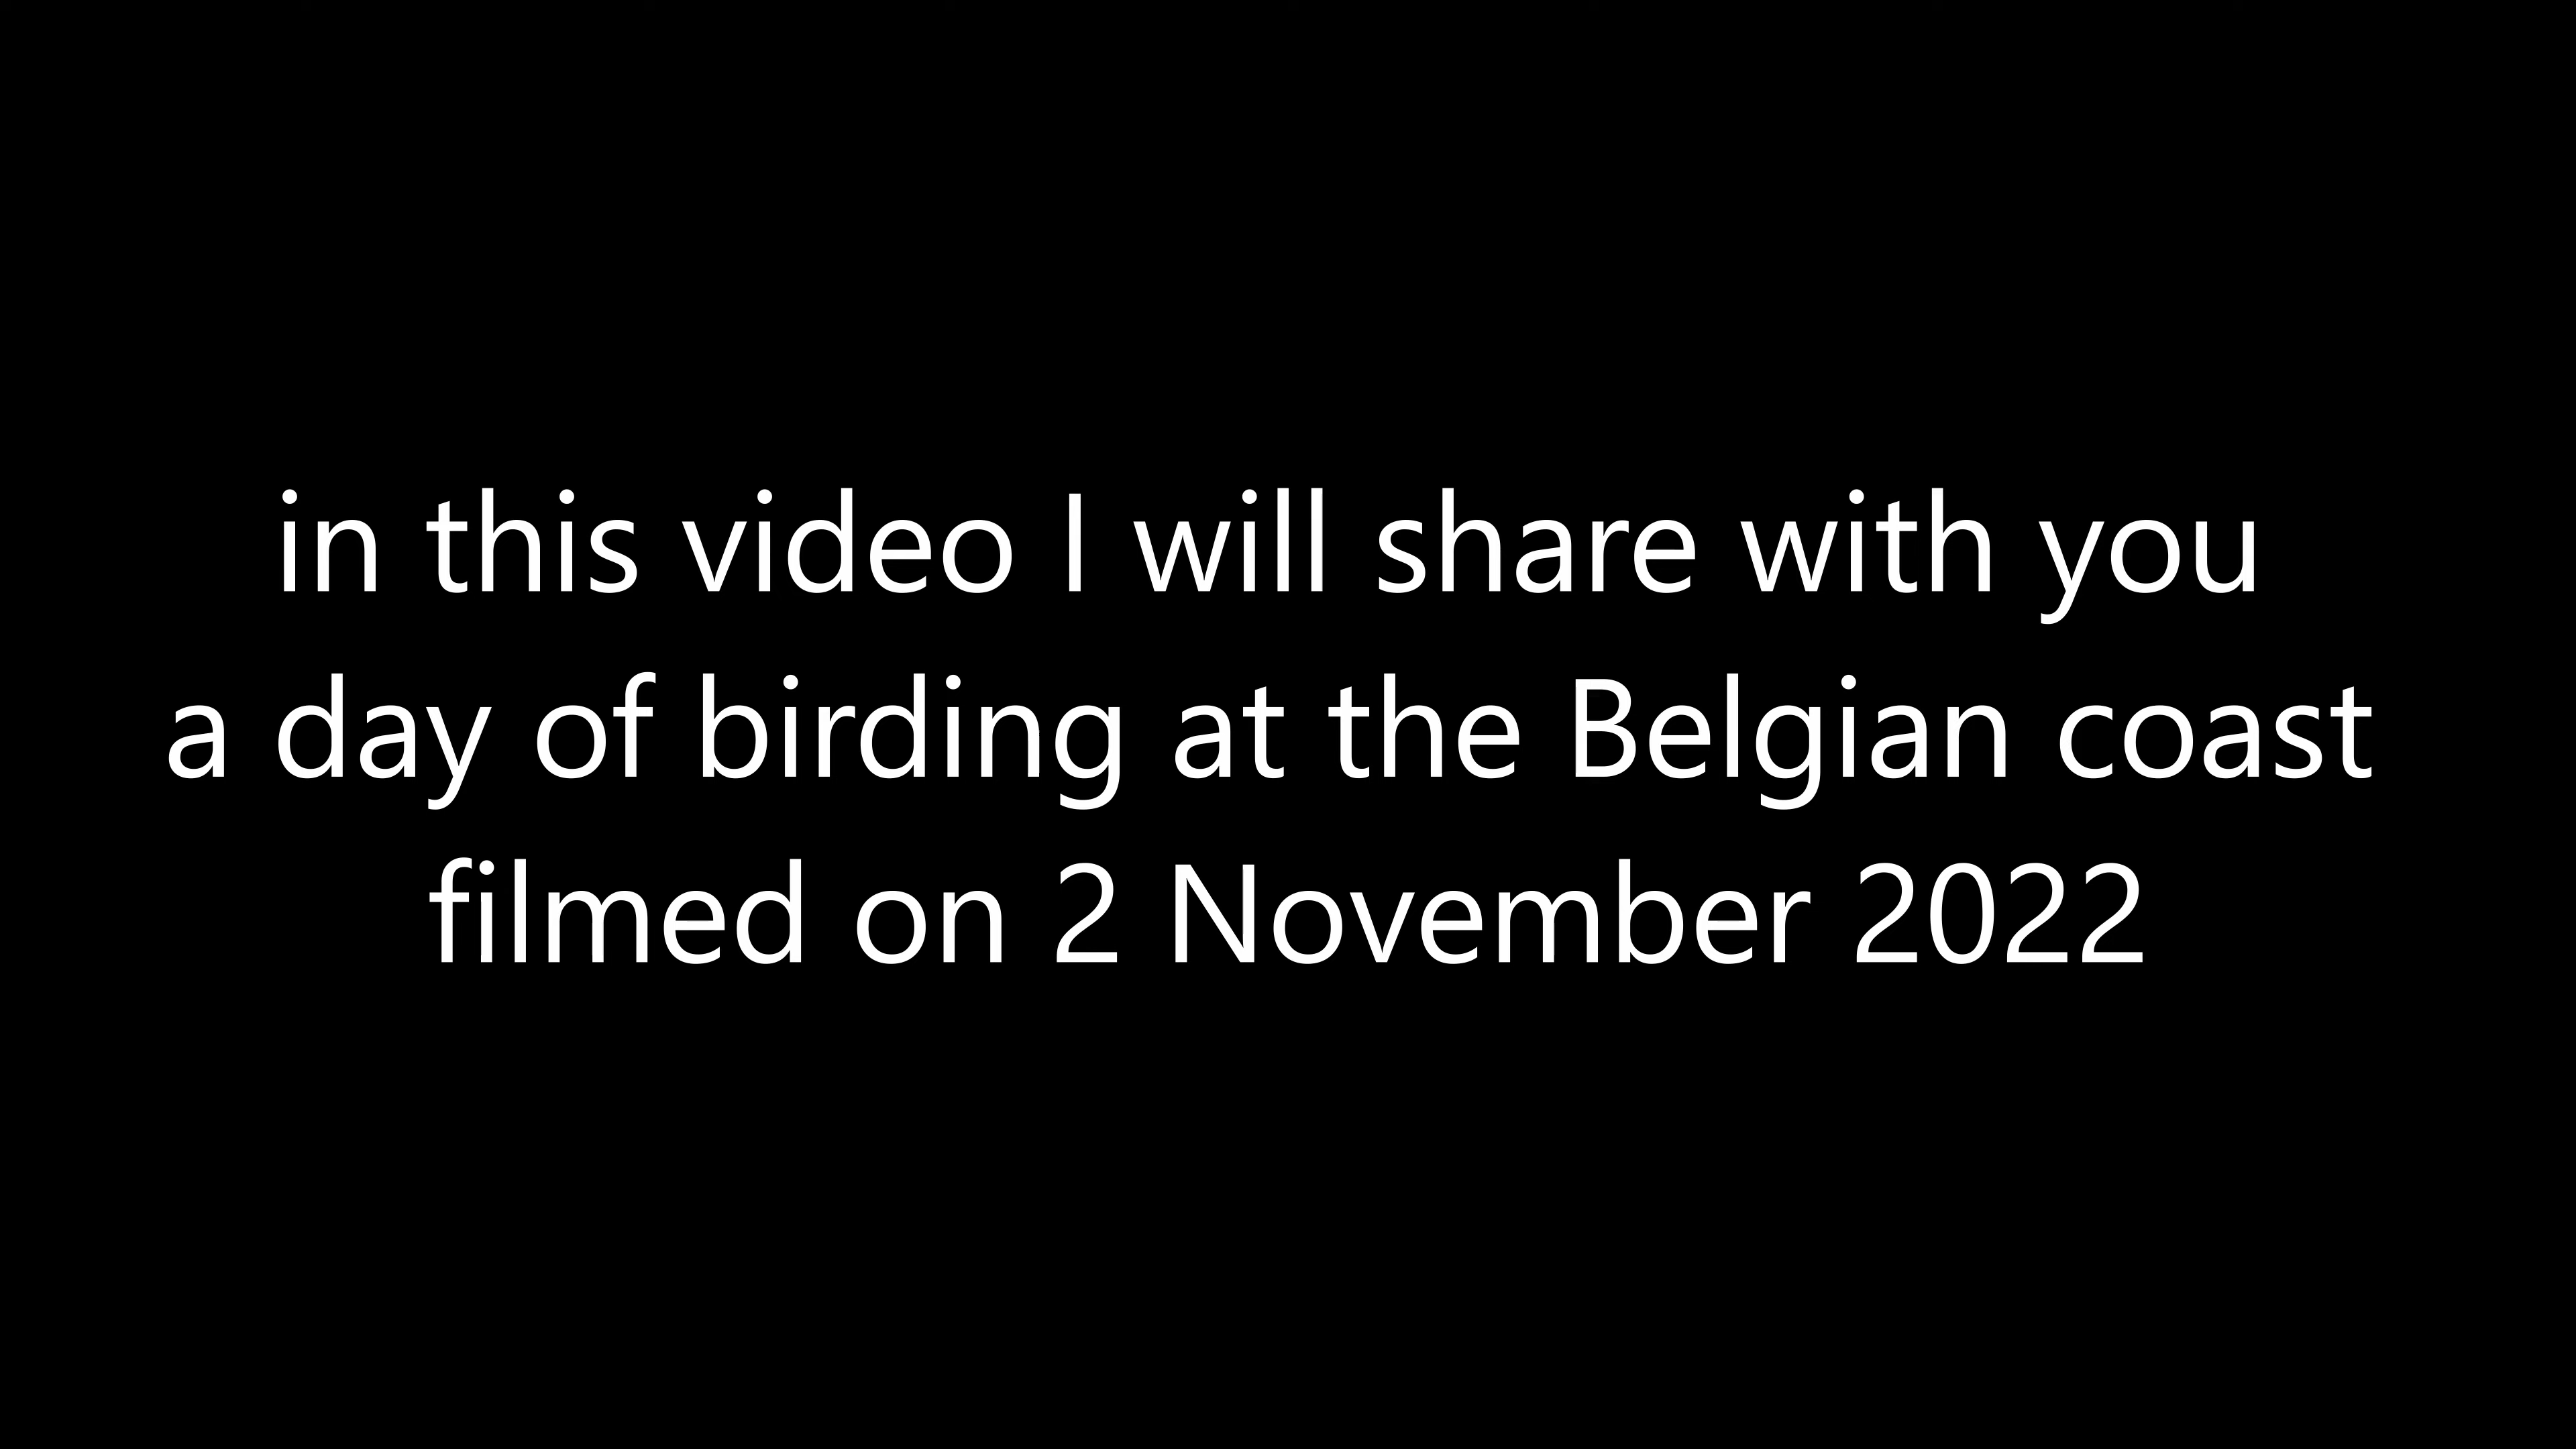 in this video I will share with you
a day of birding at the Belgian coast
filmed on 2 November 2022